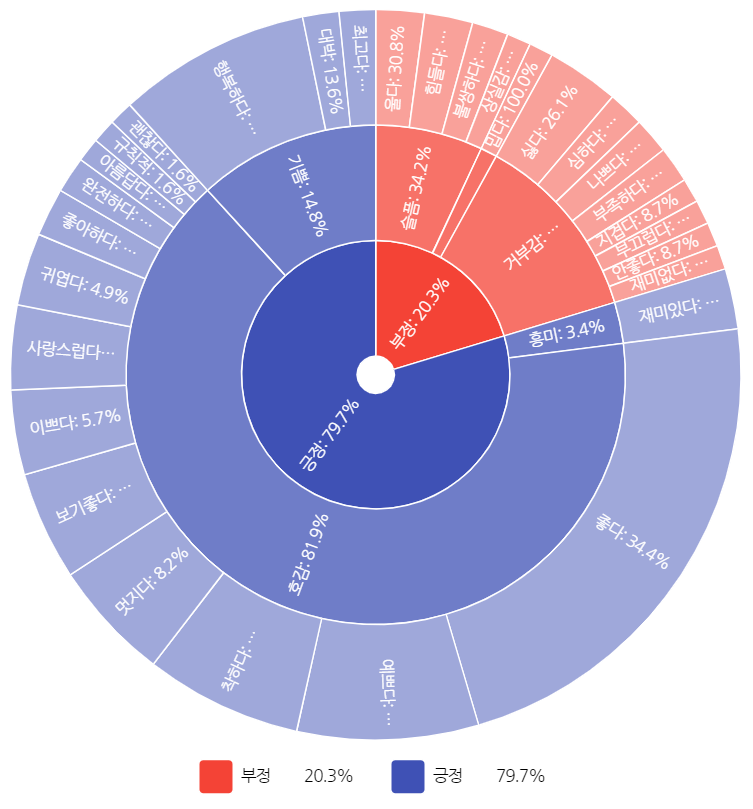 부정: 20.3%
긍정: 79.7%
슬픔: 34.2%
거부감: ...
흥미: 3.4%
호감: 81.9%
기쁨: 14.8%
울다: 30.8%
힘들다: ...
불쌍하다: ...
상실감: ...
밉다: 100.0%
싫다: 26.1%
심하다: ...
나쁘다: ...
부족하다: ...
지겹다: 8.7%
부끄럽다: ...
안좋다: 8.7%
재미없다: ...
재미있다: ...
좋다: 34.4%
예쁘다: ...
착하다: ...
멋지다: 8.2%
보기좋다: ...
이쁘다: 5.7%
사랑스럽다...
귀엽다: 4.9%
좋아하다: ...
완전하다: ...
아름답다: ...
규칙적: 1.6%
괜찮다: 1.6%
행복하다: ...
대박: 13.6%
최고다: ...
부정 20.3% 긍정 79.7%